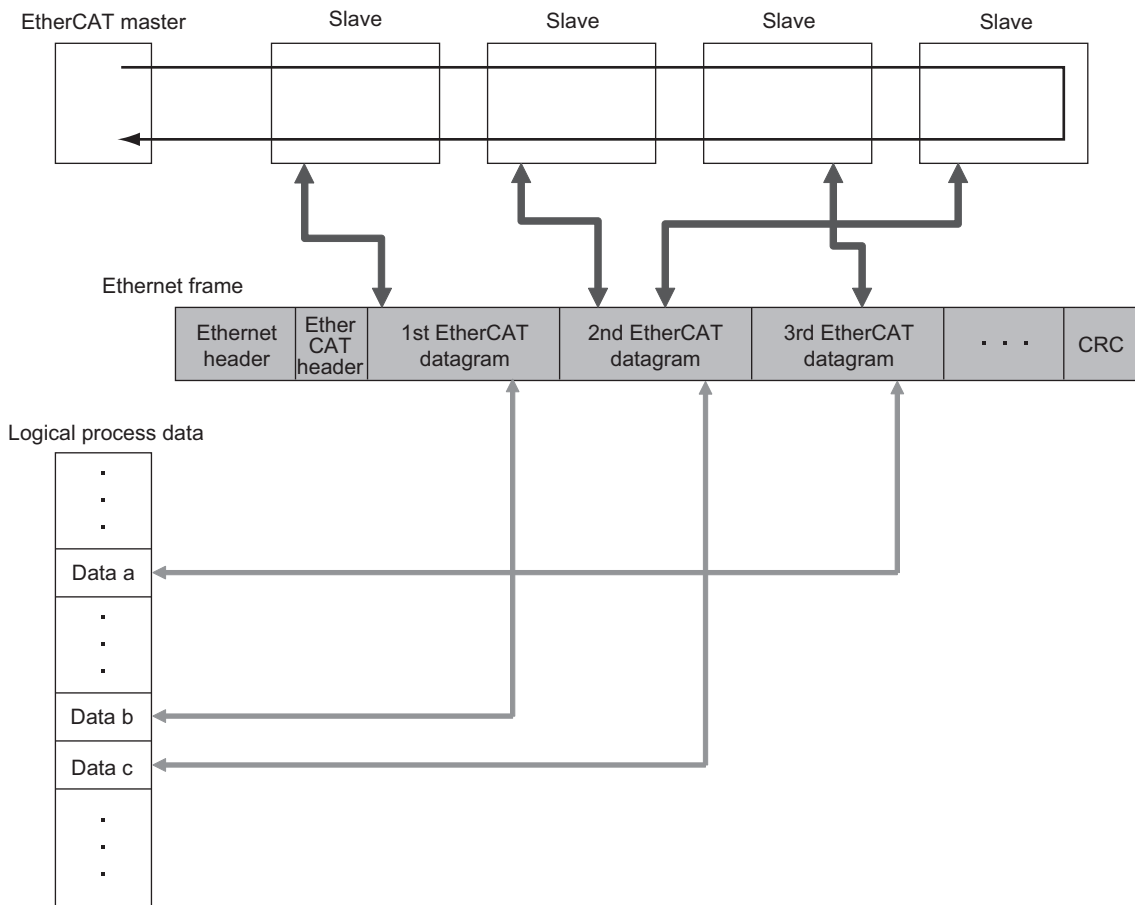 EtherCAT master
Slave
Slave
Slave
Slave
Ethernet frame
Ethernet
header
Ether
CAT
header
1st EtherCAT
datagram
2nd EtherCAT
datagram
3rd EtherCAT
datagram
· · ·
CRC
Logical process data
Data a
Data b
Data c